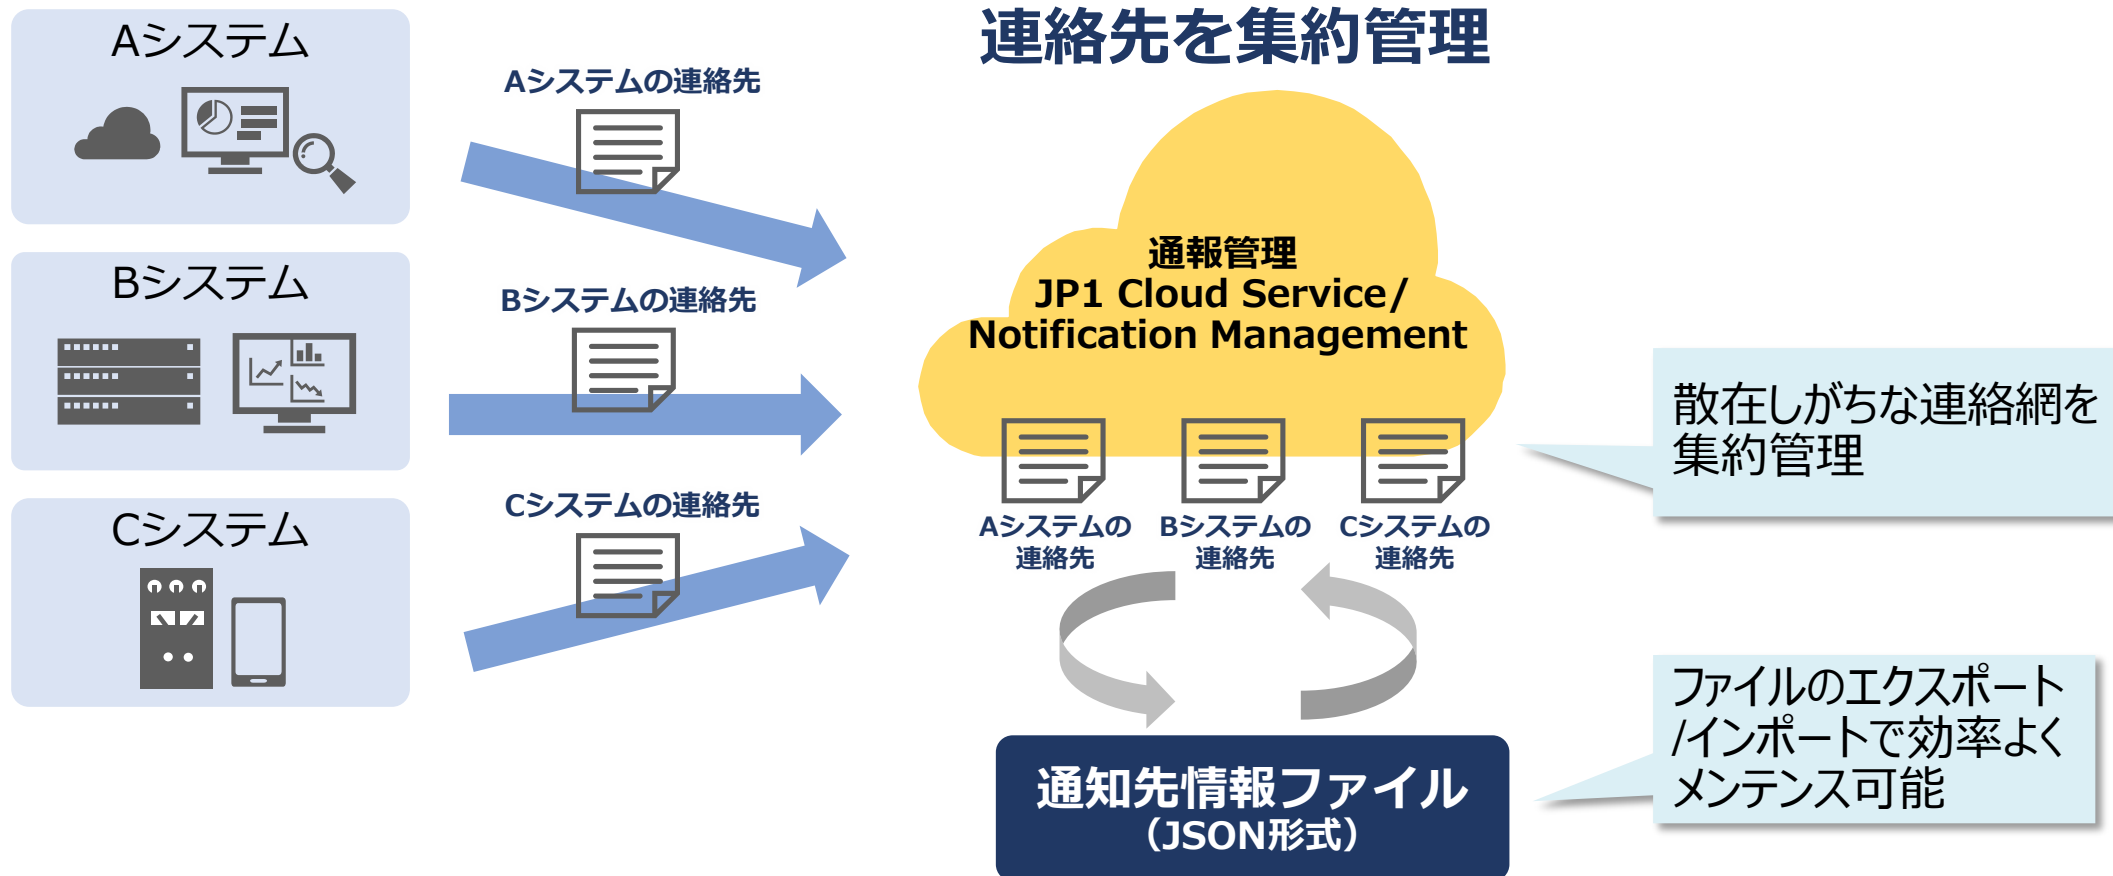 連絡先を集約管理
Aシステム
Aシステムの連絡先
Bシステム
Bシステムの連絡先
Cシステム
Cシステムの連絡先
通報管理
JP1 Cloud Service/
Notification Management
Aシステムの
連絡先
Bシステムの
連絡先
Cシステムの
連絡先
散在しがちな連絡網を
集約管理
通知先情報ファイル
（JSON形式）
ファイルのエクスポート
/インポートで効率よく
メンテンス可能